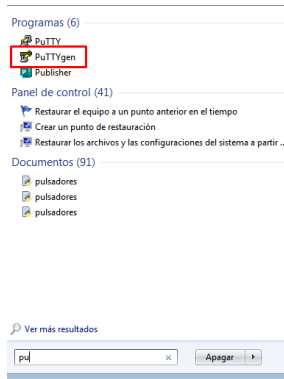 Programas (6)
PuTTY
PuTTYgen
Publisher
Panel de control (41)
Restaurar el equipo a un punto anterior en el tiempo
Crear un punto de restauración
Restaurar los archivos y las configuraciones del sistema a partir ...
Documentos (91)
pulsadores
pulsadores
pulsadores
Ver más resultados
pu
Apagar